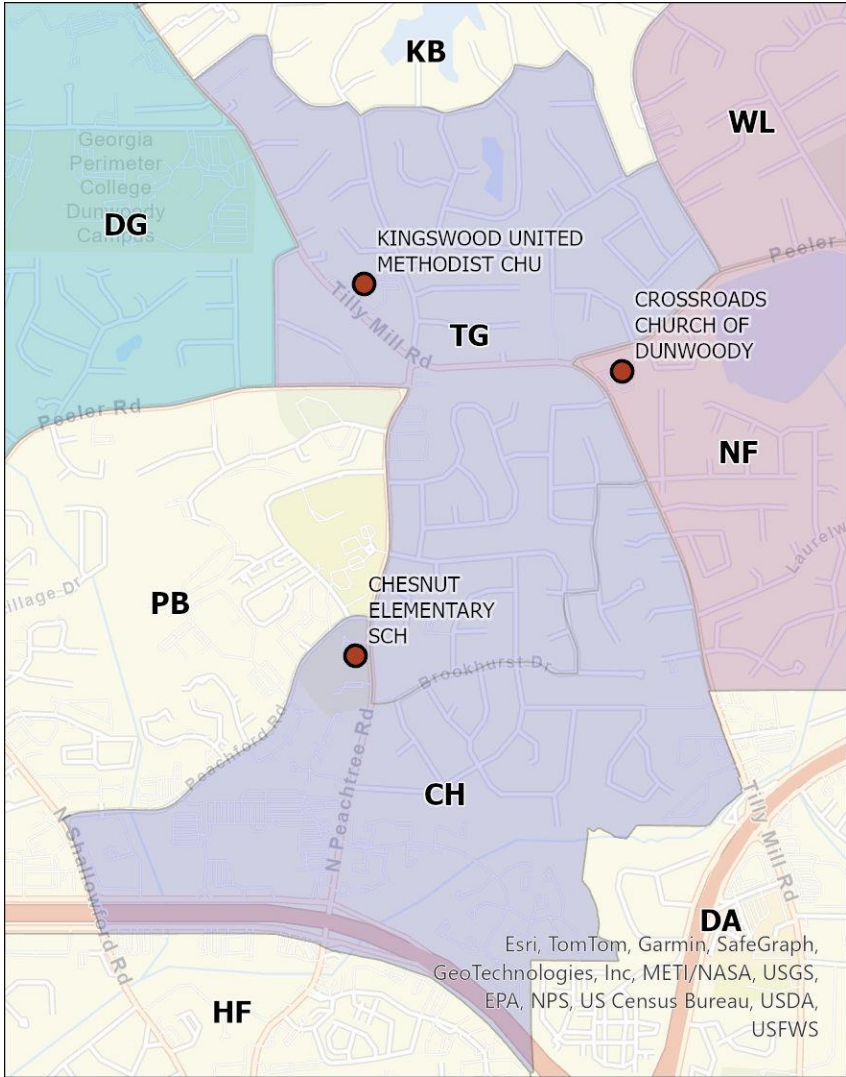 KB
WL
Georgia
Perimeter
College
Dunwoody
Campus
DG
KINGSWOOD UNITED
METHODIST CHU
Peeler
Tilly Mill Rd
TG
CROSSROADS
CHURCH OF
DUNWOODY
Peeler Rd
NF
Laurelw
CHESNUT
ELEMENTARY
SCH
illage Dr
PB
Brookhurst Dr
Peachford Rd
N Peachtree Rd
CH
N Shallowford Rd
Tilly Mill Rd
DA
HF
Esri, TomTom, Garmin, SafeGraph,
GeoTechnologies, Inc, METI/NASA, USGS,
EPA, NPS, US Census Bureau, USDA,
USFWS